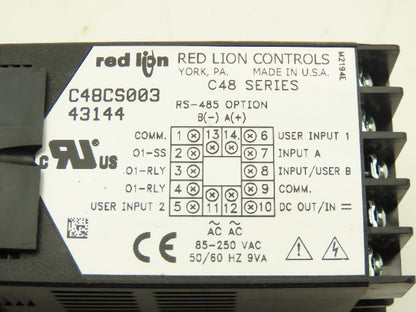 red lion RED LION CONTROLS
YORK, PA. MADE IN U.S.A.
C48 SERIES
M2194E
C48CS003
43144
RS-485 OPTION
B(-) A(+)
COMM. 1 13 14 6 USER INPUT 1
O1-SS 2 7 INPUT A
O1-RLY 3 8 INPUT/USER B
O1-RLY 4 9 COMM.
USER INPUT 2 5 11 12 10 DC OUT/IN
~ ~
AC AC
c RU US
CE
85-250 VAC
50/60 HZ 9VA